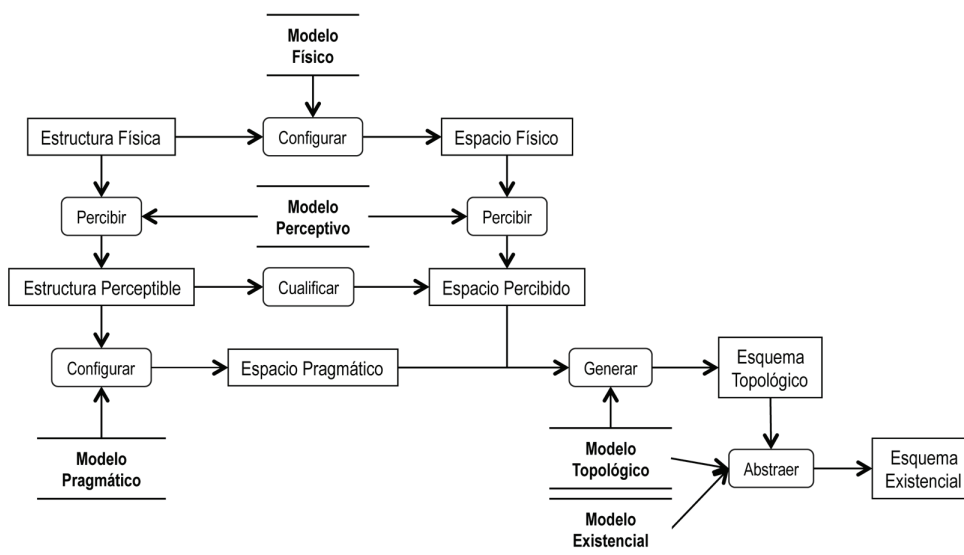 Modelo
Físico
Estructura Física
Configurar
Espacio Físico
Percibir
Modelo
Perceptivo
Percibir
Estructura Perceptible
Cualificar
Espacio Percibido
Configurar
Espacio Pragmático
Generar
Esquema
Topológico
Modelo
Pragmático
Modelo
Topológico
Abstraer
Esquema
Existencial
Modelo
Existencial